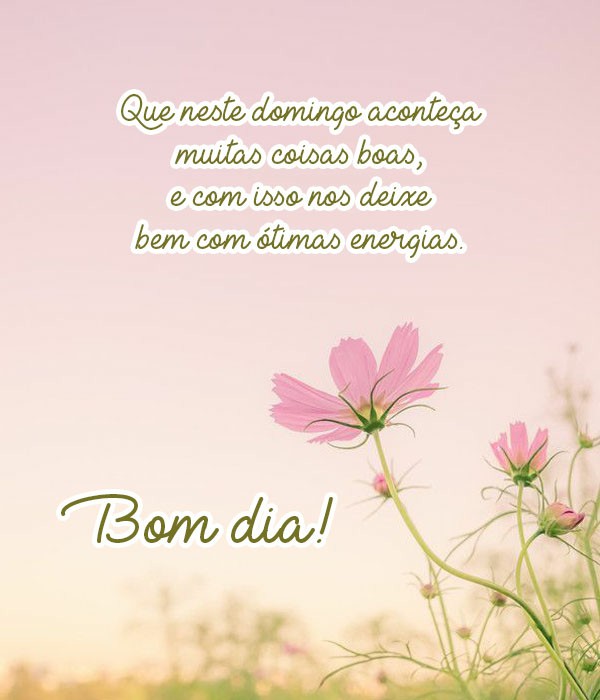 Que neste domingo aconteça
muitas coisas boas,
e com isso nos deixe
bem com ótimas energias.
Bom dia!